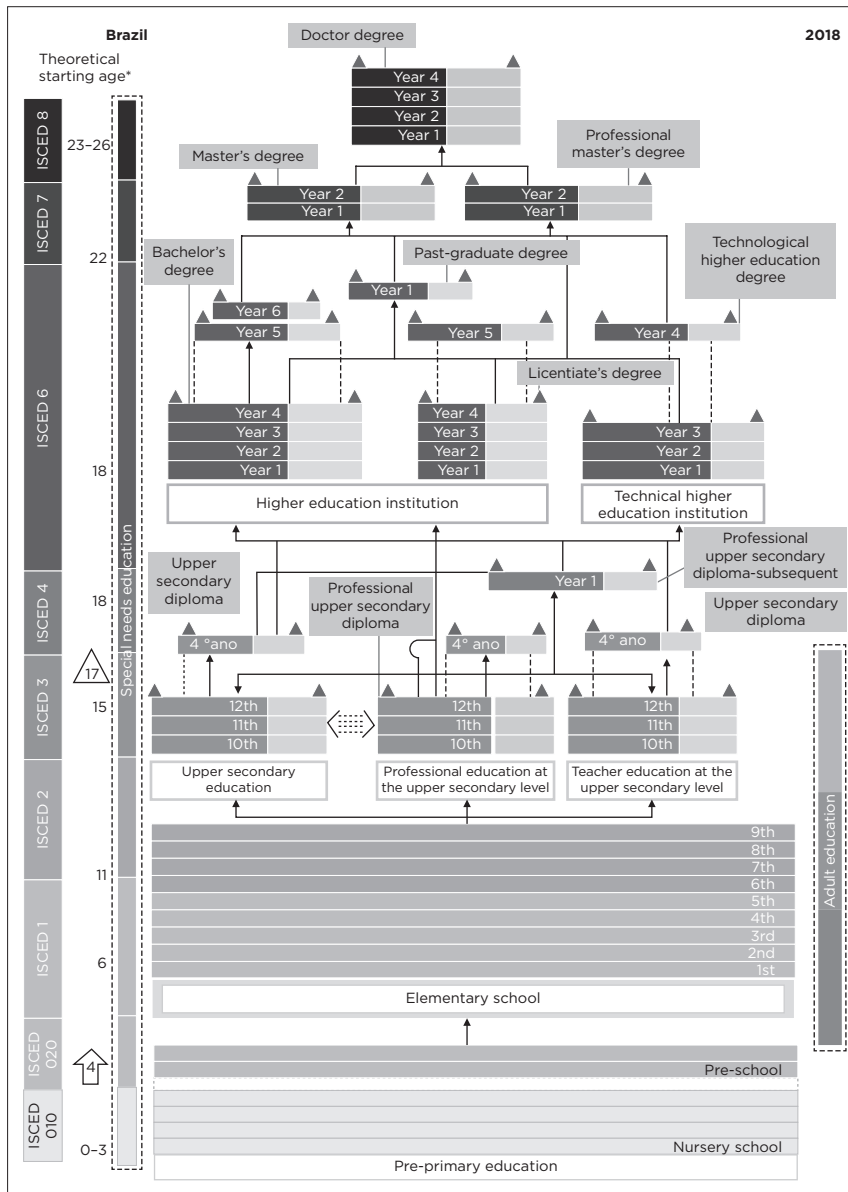 Brazil
2018
Theoretical
starting age*
Doctor degree
Year 4
Year 3
Year 2
Year 1
ISCED 8
23–26
Master's degree
Professional
master's degree
Year 2
Year 1
Year 2
Year 1
ISCED 7
22
Bachelor's
degree
Past-graduate degree
Technological
higher education
degree
Year 1
Year 6
Year 5
Year 5
Year 4
Licentiate's degree
ISCED 6
Year 4
Year 3
Year 2
Year 1
Year 4
Year 3
Year 2
Year 1
Year 3
Year 2
Year 1
18
Higher education institution
Technical higher
education institution
Upper
secondary
diploma
Professional
upper secondary
diploma
Year 1
Professional
upper secondary
diploma-subsequent
Upper secondary
diploma
ISCED 4
18
Special needs education
4 °ano
4° ano
4° ano
17
ISCED 3
15
12th
11th
10th
12th
11th
10th
12th
11th
10th
Upper secondary
education
Professional education at
the upper secondary level
Teacher education at the
upper secondary level
ISCED 2
11
9th
8th
7th
6th
5th
4th
3rd
2nd
1st
ISCED 1
6
Adult education
Elementary school
ISCED
020
4
Pre-school
ISCED
010
0–3
Nursery school
Pre-primary education